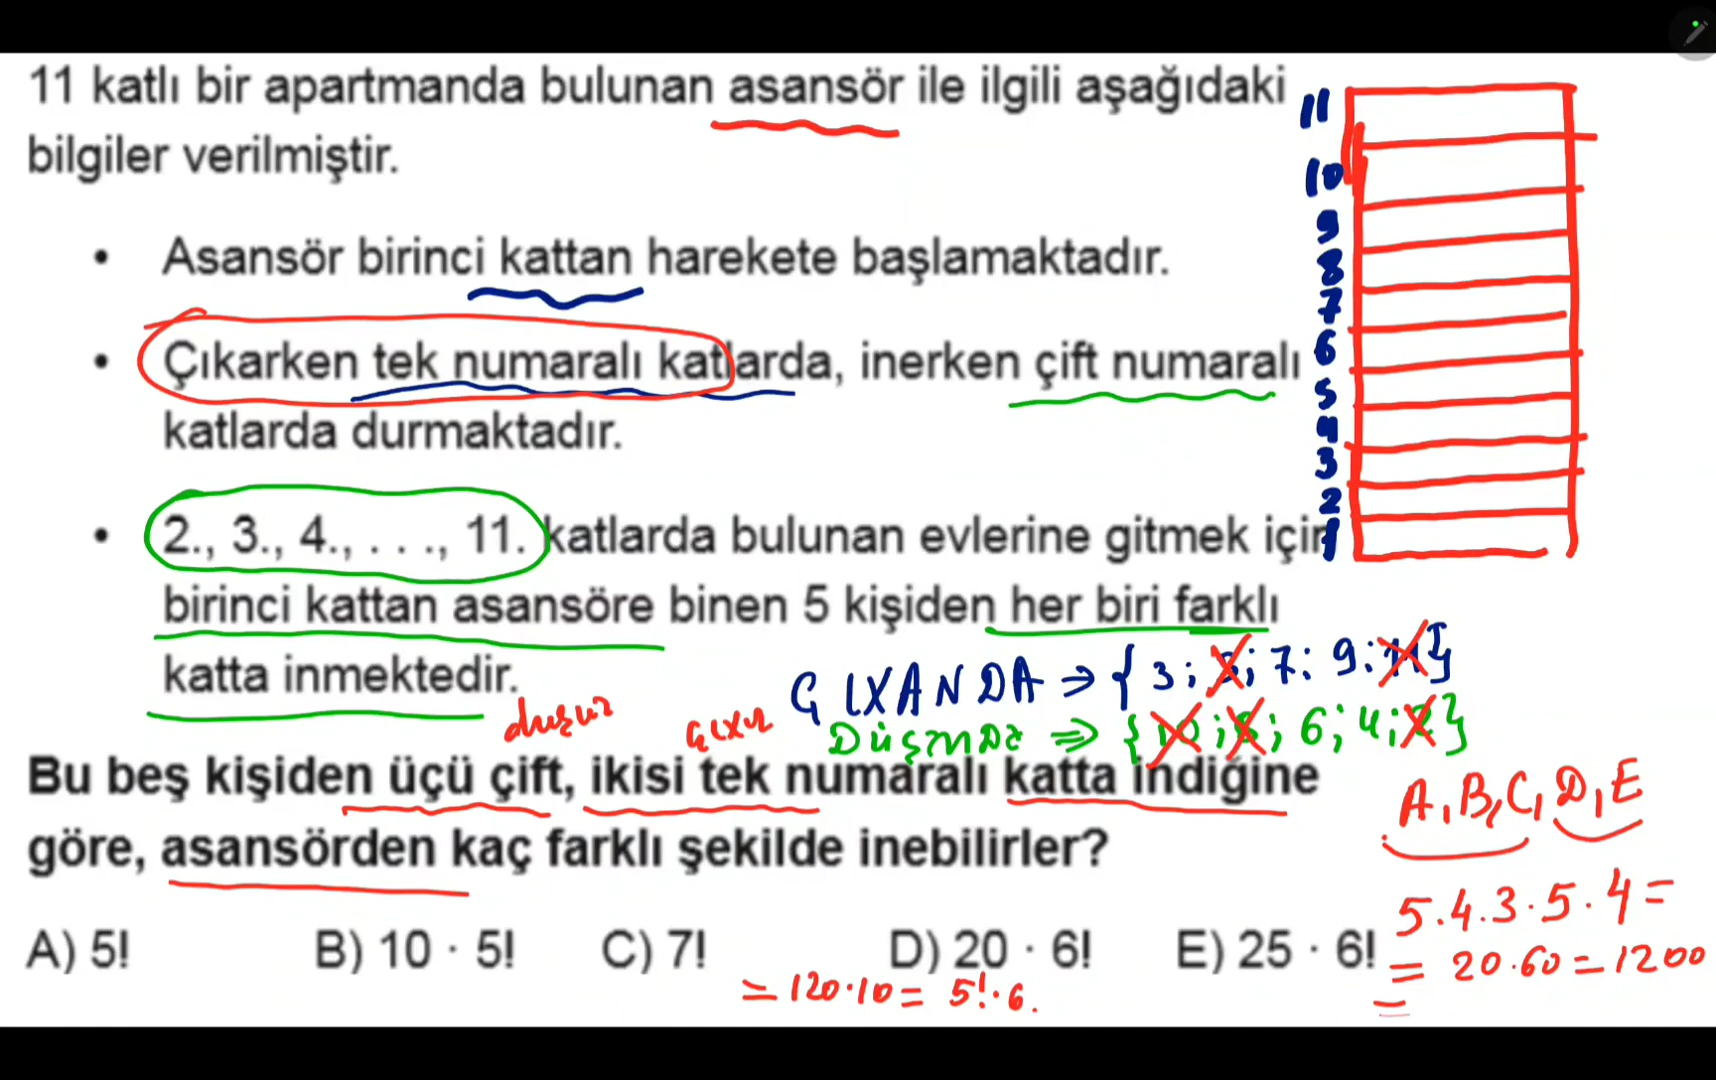 11 katlı bir apartmanda bulunan asansör ile ilgili aşağıdaki
bilgiler verilmiştir.
• Asansör birinci kattan harekete başlamaktadır.
• Çıkarken tek numaralı katlarda, inerken çift numaralı
katlarda durmaktadır.
• 2., 3., 4., . . ., 11. katlarda bulunan evlerine gitmek için
birinci kattan asansöre binen 5 kişiden her biri farklı
katta inmektedir.
ÇIXANDA ⇒ {3; 5; 7; 9; 11}
düşür
çıxır
DÜŞƏNDƏ ⇒ {10; 8; 6; 4; 2}
Bu beş kişiden üçü çift, ikisi tek numaralı katta indiğine
göre, asansörden kaç farklı şekilde inebilirler?
A) 5! B) 10 · 5! C) 7! D) 20 · 6! E) 25 · 6!
11
10
9
8
7
6
5
4
3
2
1
A, B, C, D, E
5.4.3.5.4=
= 20.60=1200
= 120.10= 5!.6.